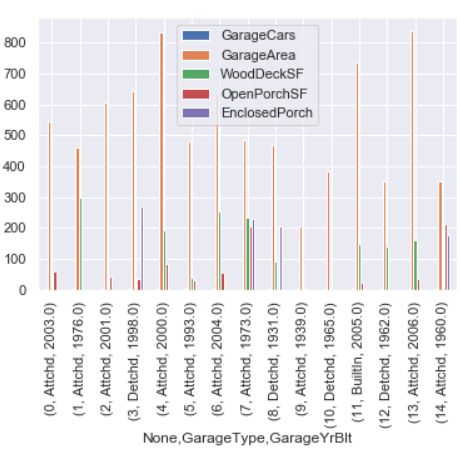 800
700
600
500
400
300
200
100
0
GarageCars
GarageArea
WoodDeckSF
OpenPorchSF
EnclosedPorch
(0, Attchd, 2003.0)
(1, Attchd, 1976.0)
(2, Attchd, 2001.0)
(3, Detchd, 1998.0)
(4, Attchd, 2000.0)
(5, Attchd, 1993.0)
(6, Attchd, 2004.0)
(7, Attchd, 1973.0)
(8, Detchd, 1931.0)
(9, Attchd, 1939.0)
(10, Detchd, 1965.0)
(11, BuiltIn, 2005.0)
(12, Detchd, 1962.0)
(13, Attchd, 2006.0)
(14, Attchd, 1960.0)
None,GarageType,GarageYrBlt